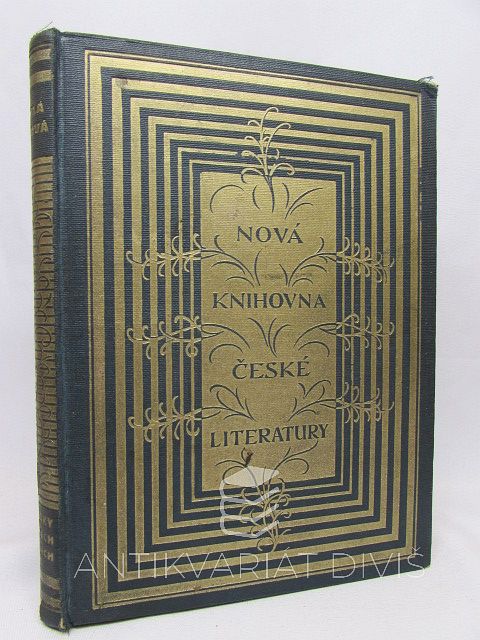 NOVÁ
KNIHOVNA
ČESKÉ
LITERATURY
ANTIKVARIÁT DIVIŠ